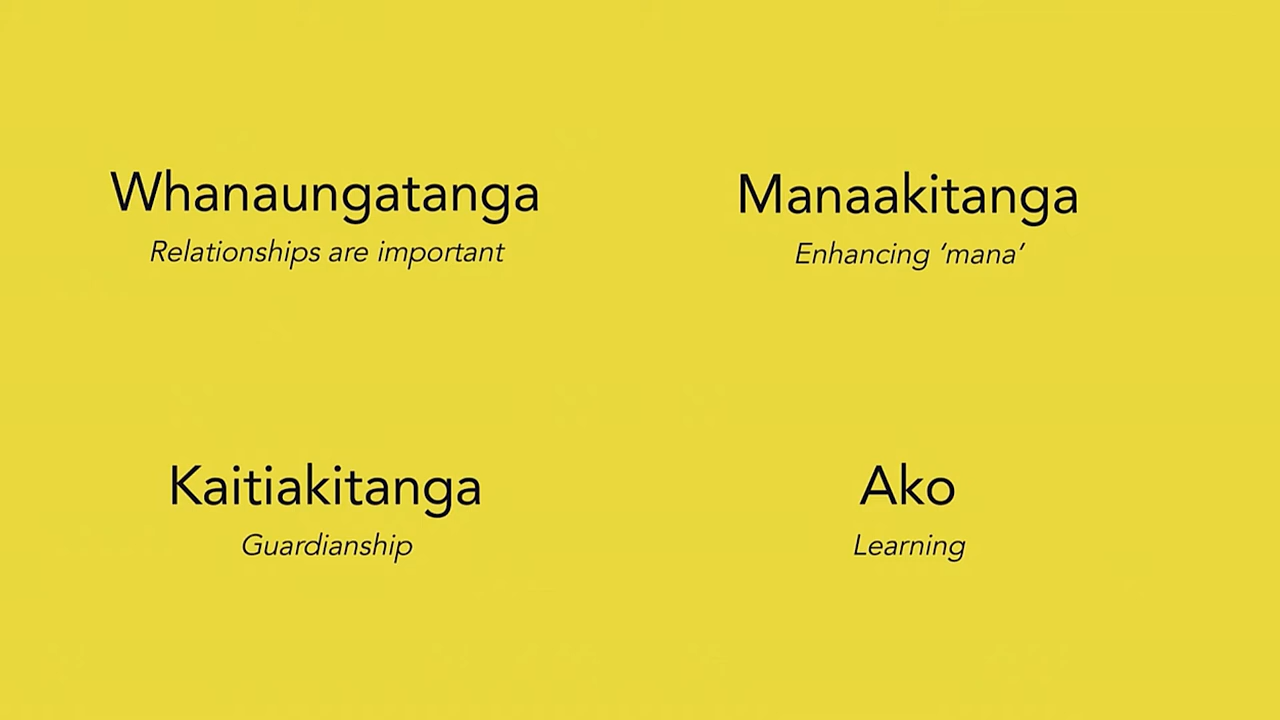 Whanaungatanga
Relationships are important
Manaakitanga
Enhancing ‘mana’
Kaitiakitanga
Guardianship
Ako
Learning